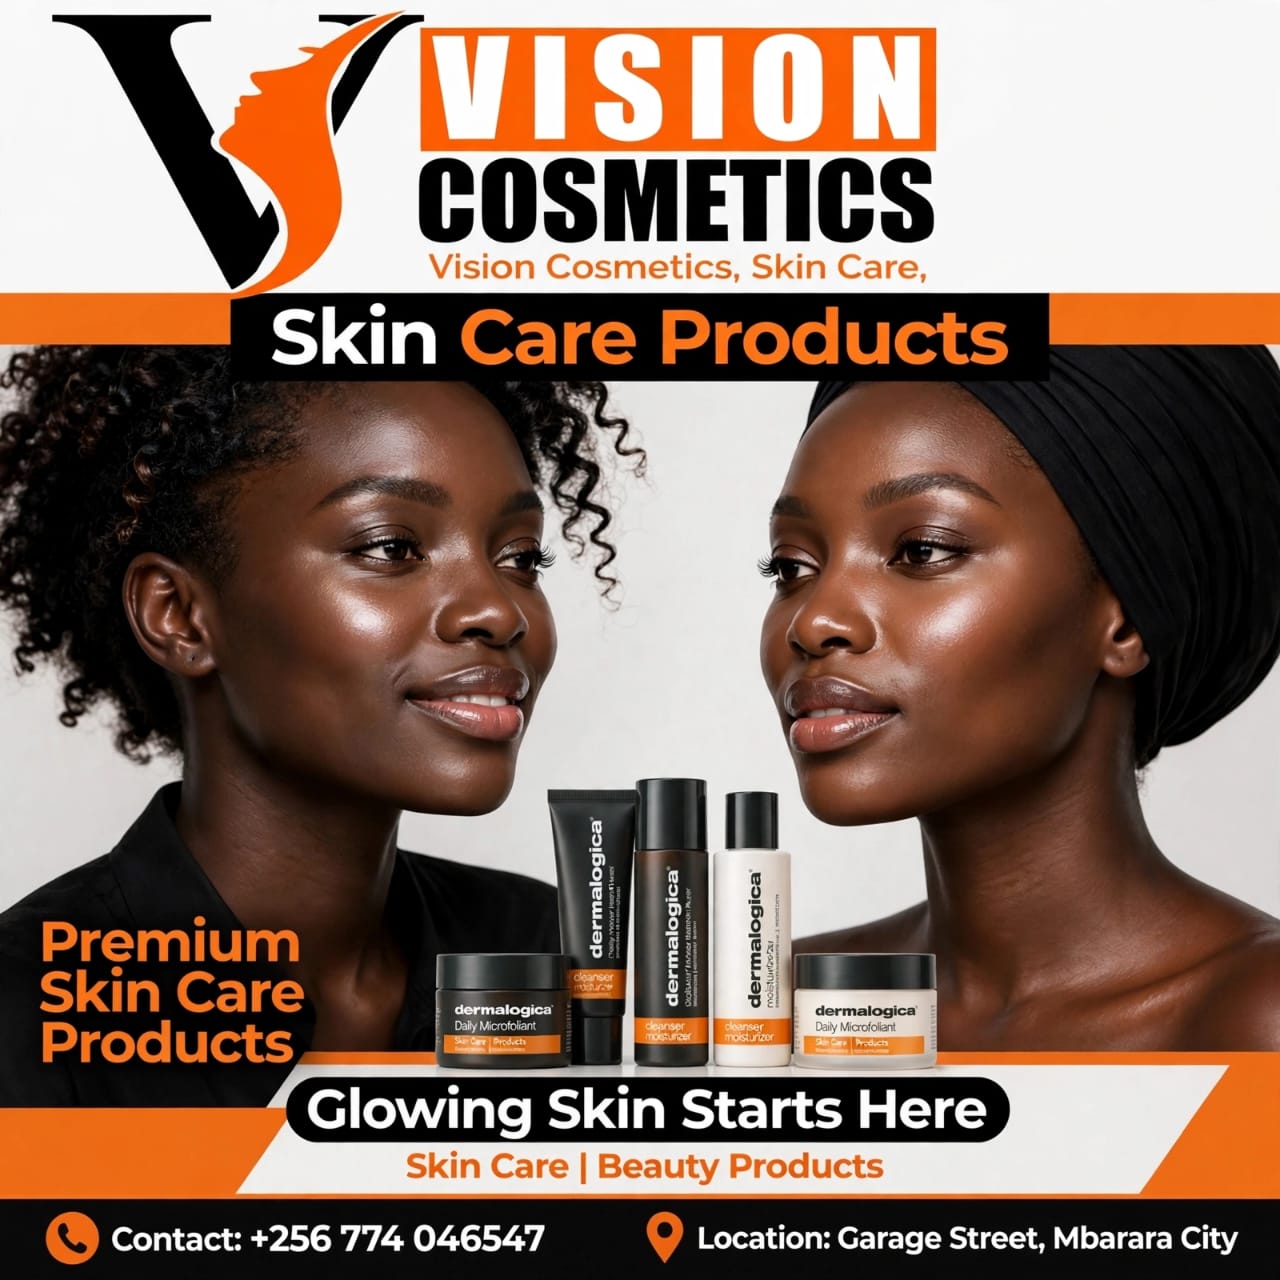 VISION
COSMETICS
Vision Cosmetics, Skin Care,
Skin Care Products
Premium
Skin Care
Products
dermalogica
cleanser
moisturizer
dermalogica
cleanser
moisturizer
dermalogica
moisturizer
cleanser
moisturizer
dermalogica
Daily Microfoliant
Skin Care | Products
dermalogica
Daily Microfoliant
Skin Care | Products
Glowing Skin Starts Here
Skin Care | Beauty Products
Contact: +256 774 046547
Location: Garage Street, Mbarara City